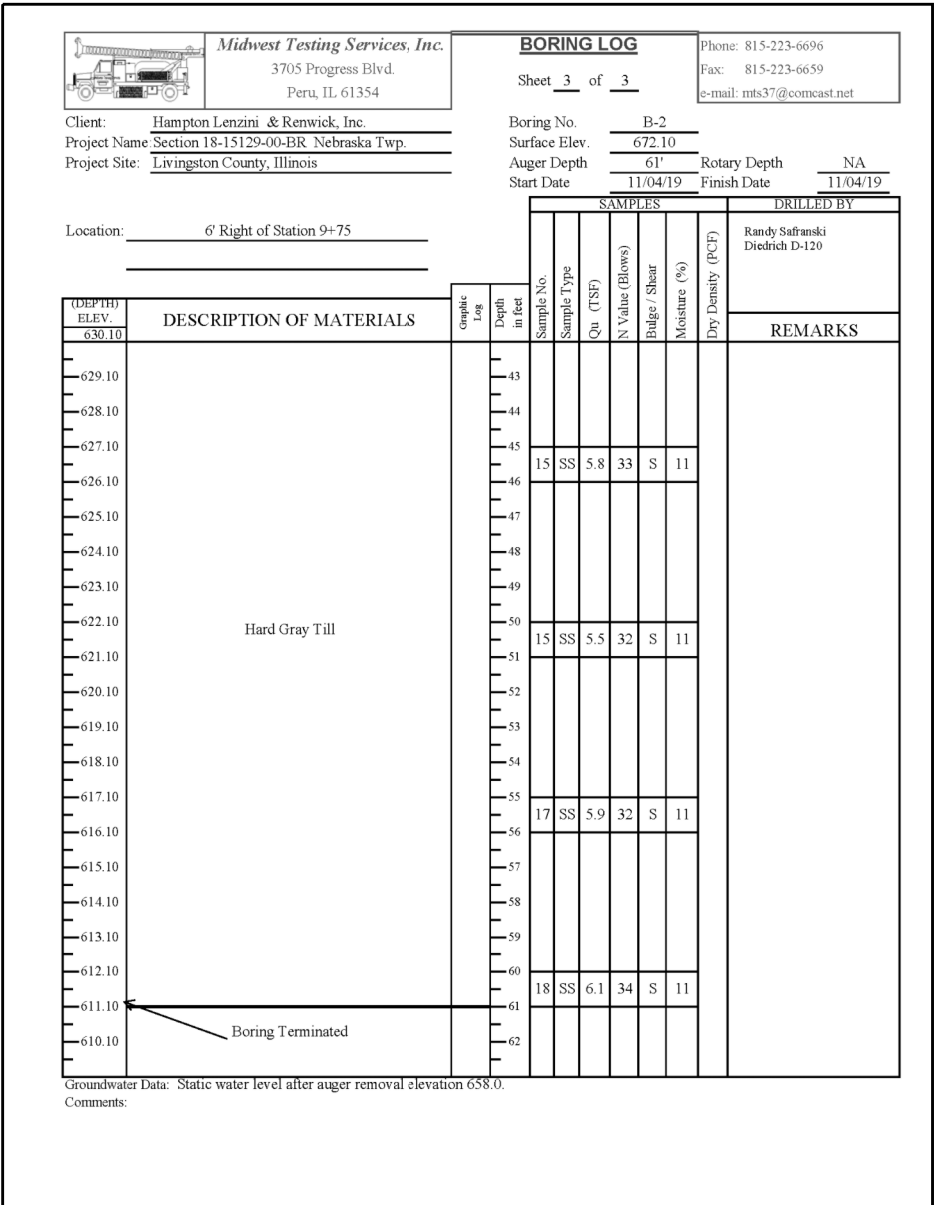 Midwest Testing Services, Inc.
3705 Progress Blvd.
Peru, IL 61354
BORING LOG
Sheet 3 of 3
Phone: 815-223-6696
Fax: 815-223-6659
e-mail: mts37@comcast.net
Client: Hampton Lenzini & Renwick, Inc.
Project Name: Section 18-15129-00-BR Nebraska Twp.
Project Site: Livingston County, Illinois
Boring No. B-2
Surface Elev. 672.10
Auger Depth 61' Rotary Depth NA
Start Date 11/04/19 Finish Date 11/04/19
SAMPLES DRILLED BY
Location: 6' Right of Station 9+75
Randy Safranski
Diedrich D-120
(DEPTH)
ELEV.
630.10
DESCRIPTION OF MATERIALS
Graphic
Log
Depth
in feet
Sample No.
Sample Type
Qu (TSF)
N Value (Blows)
Bulge / Shear
Moisture (%)
Dry Density (PCF)
REMARKS
629.10 43
628.10 44
627.10 45
15 SS 5.8 33 S 11
626.10 46
625.10 47
624.10 48
623.10 49
622.10 50
Hard Gray Till
15 SS 5.5 32 S 11
621.10 51
620.10 52
619.10 53
618.10 54
617.10 55
17 SS 5.9 32 S 11
616.10 56
615.10 57
614.10 58
613.10 59
612.10 60
18 SS 6.1 34 S 11
611.10 61
Boring Terminated
610.10 62
Groundwater Data: Static water level after auger removal elevation 658.0.
Comments: